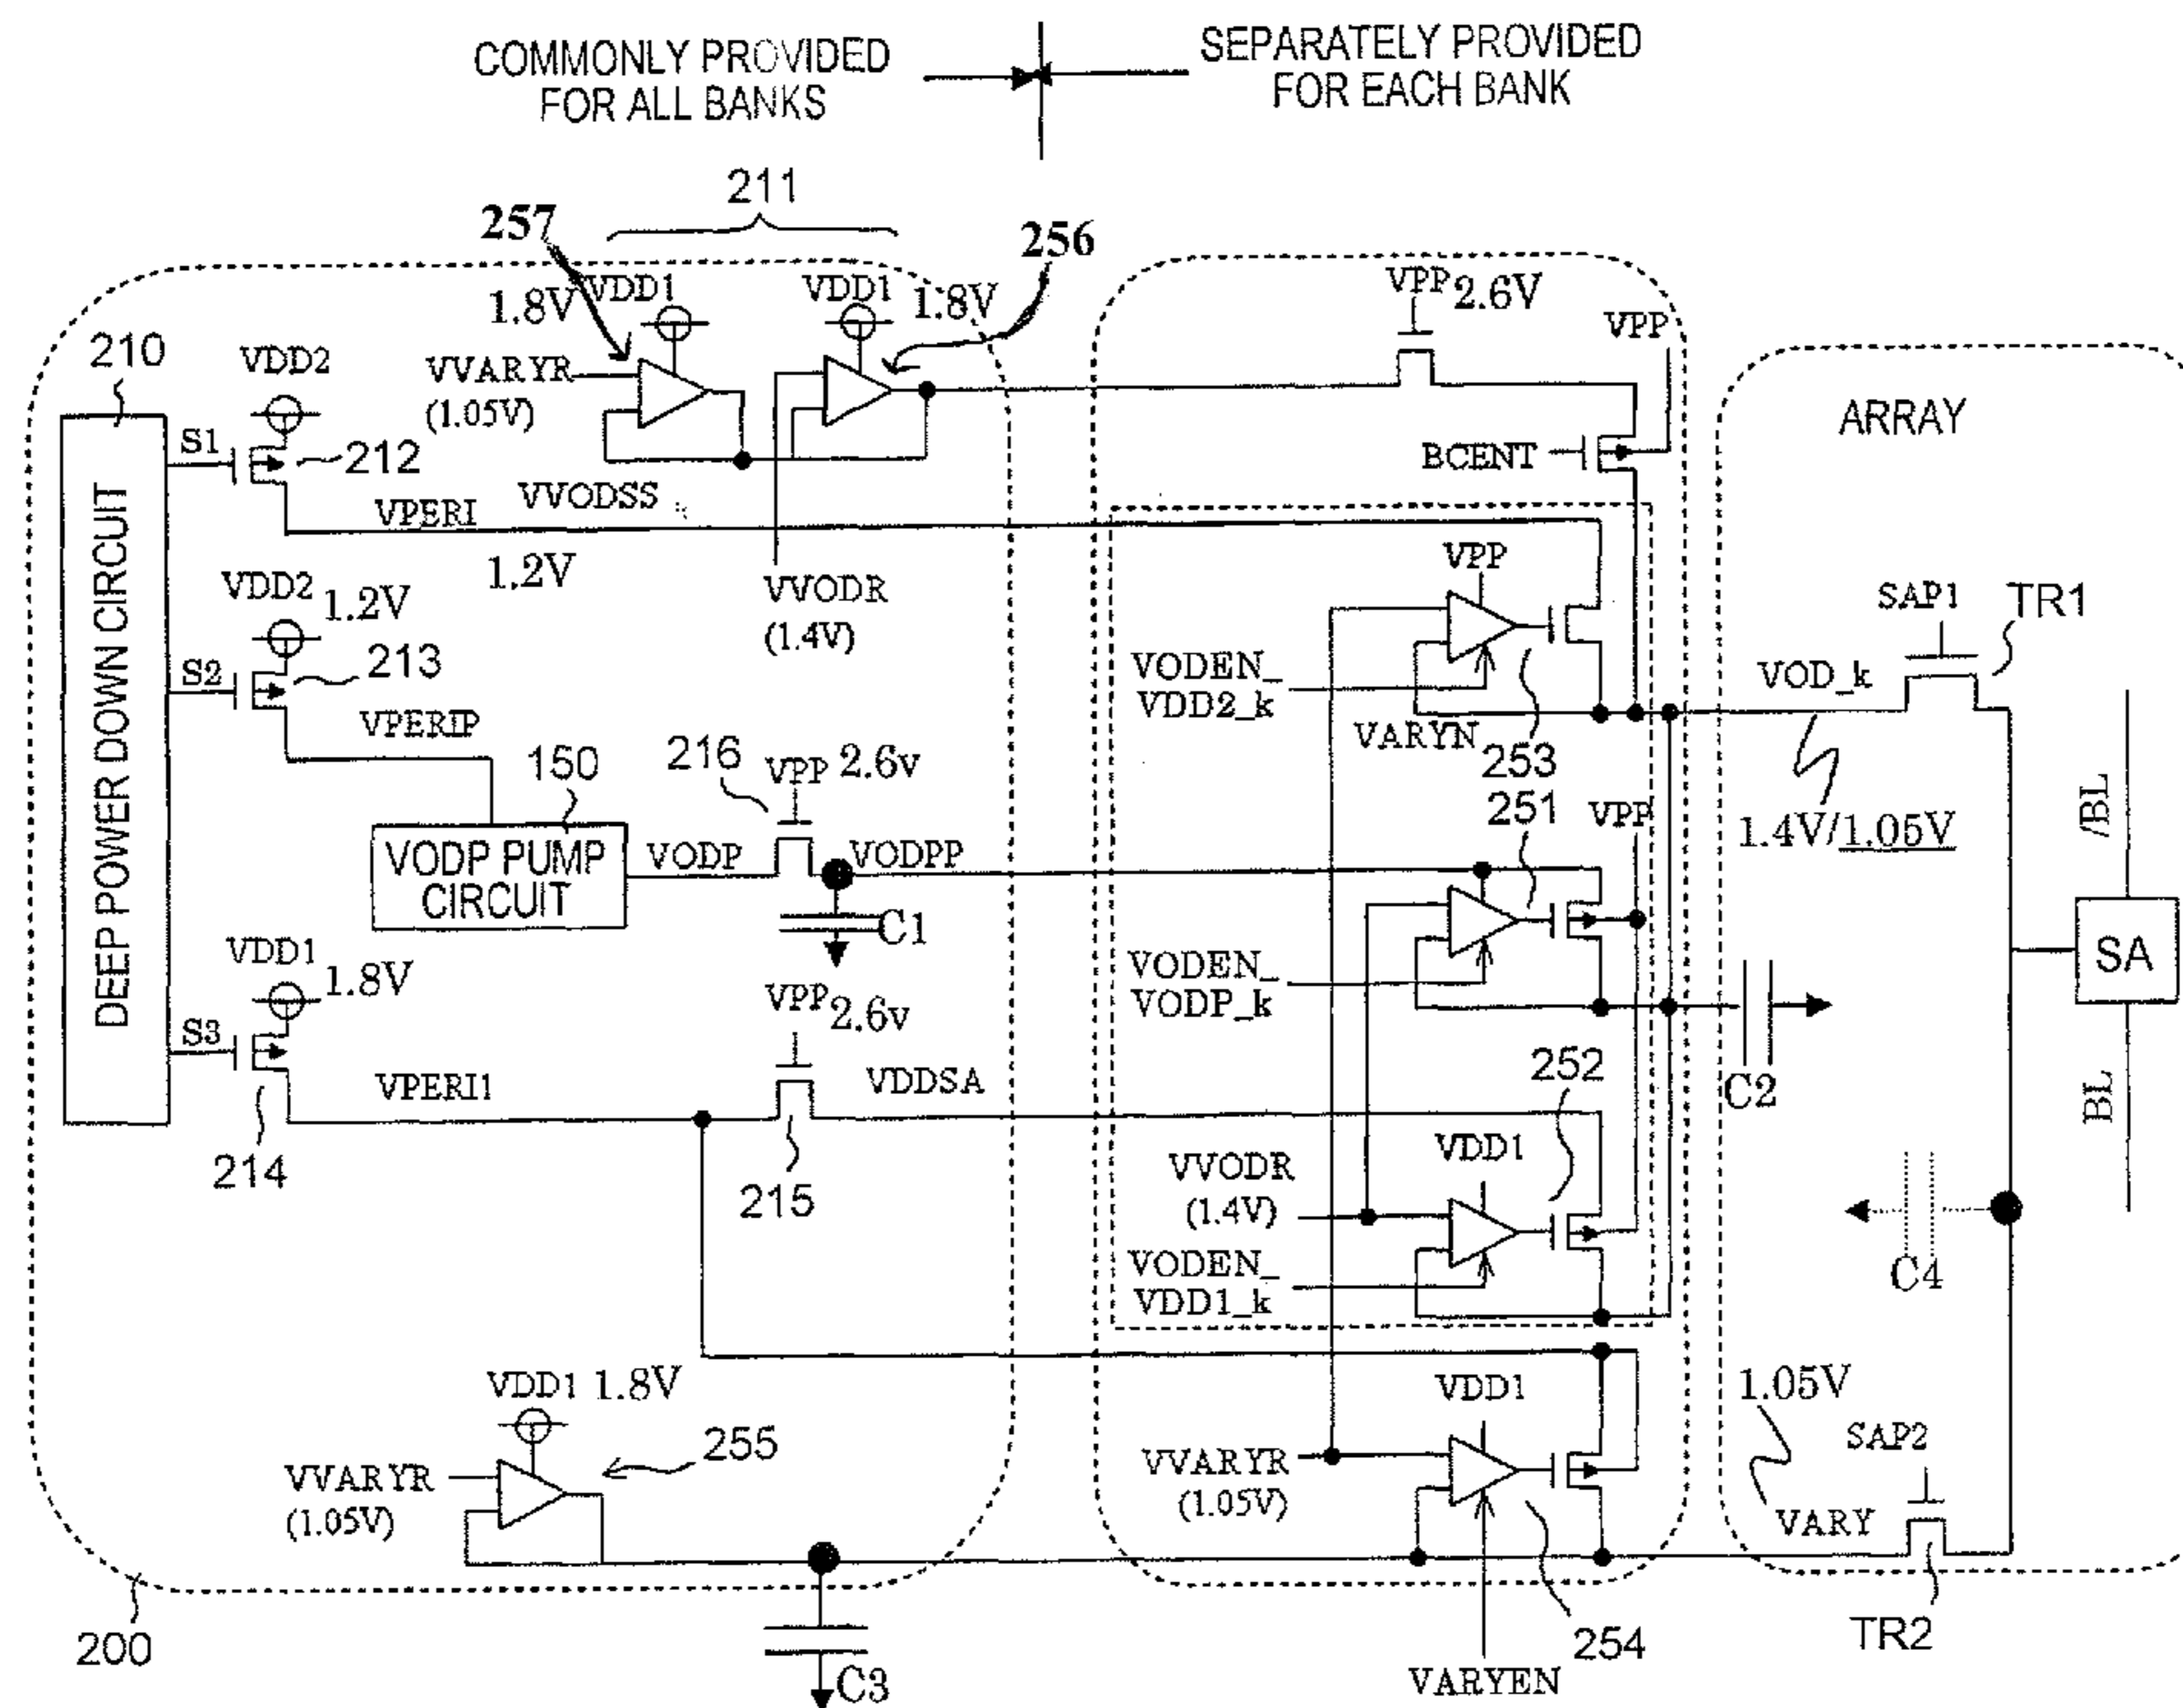 COMMONLY PROVIDED
FOR ALL BANKS
SEPARATELY PROVIDED
FOR EACH BANK
211
257
256
VDD1
1.8V
VDD1
1.8V
VPP 2.6V
VPP
210
VDD2
VVARYR
(1.05V)
ARRAY
S1
212
BCENT
VPERI
VVODSS
1.2V
VPP
VDD2 1.2V
VVODR
(1.4V)
SAP1
TR1
S2
213
VODEN_
VDD2_k
VOD_k
VPERIP
VARYN
253
DEEP POWER DOWN CIRCUIT
150
216
VPP 2.6v
251
VPP
1.4V/1.05V
/BL
VODP PUMP
CIRCUIT
VODP
VODPP
C1
VDD1
1.8V
VPP 2.6v
VODEN_
VODP_k
SA
S3
252
C2
BL
VPERI1
VDDSA
214
215
VVODR
(1.4V)
VDD1
VODEN_
VDD1_k
C4
VDD1 1.8V
VDD1
1.05V
255
SAP2
VVARYR
(1.05V)
VVARYR
(1.05V)
VARY
200
C3
254
TR2
VARYEN